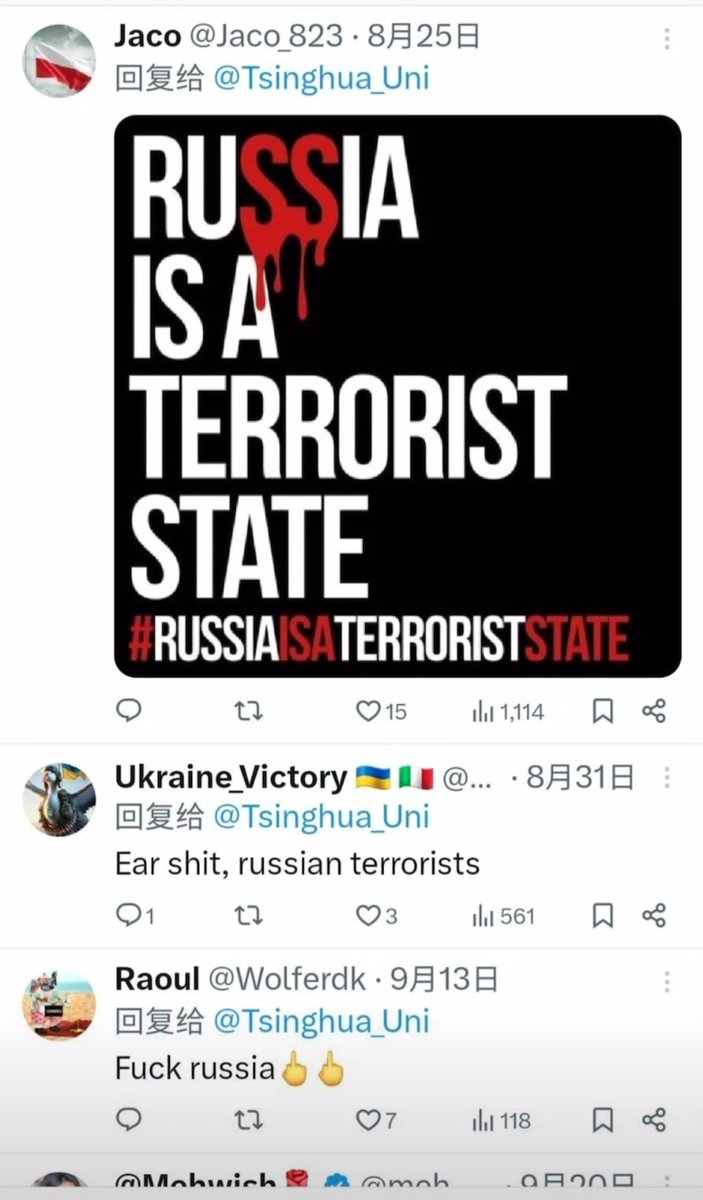 Jaco @Jaco_823 · 8月25日
回复给 @Tsinghua_Uni
RUSSIA
IS A
TERRORIST
STATE
#RUSSIAISATERRORISTSTATE
15 1,114
Ukraine_Victory 🇺🇦 🇮🇹 @... · 8月31日
回复给 @Tsinghua_Uni
Ear shit, russian terrorists
1 3 561
Raoul @Wolferdk · 9月13日
回复给 @Tsinghua_Uni
Fuck russia🖕🖕
7 118
@Mohwish🌹 @moh... · 9月20日